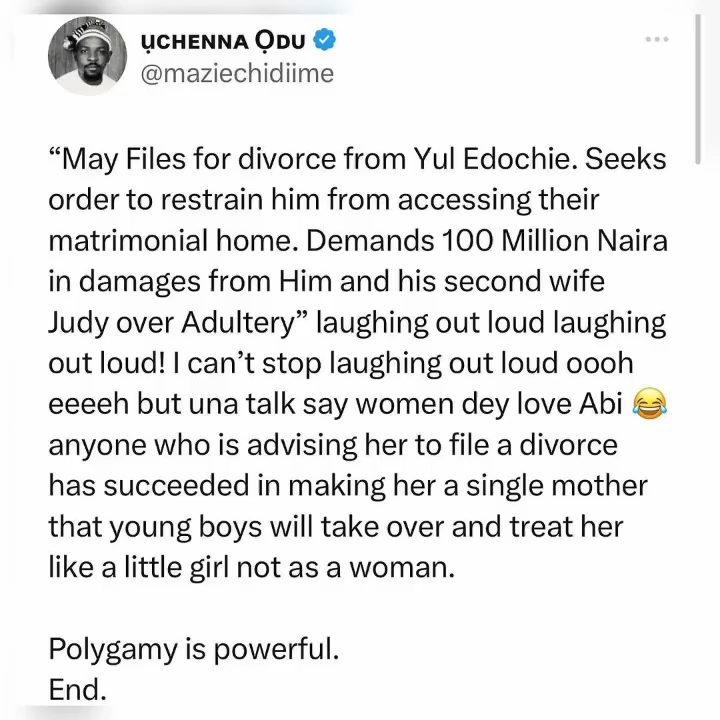 ụCHENNA ỌDU
@maziechidiime
“May Files for divorce from Yul Edochie. Seeks
order to restrain him from accessing their
matrimonial home. Demands 100 Million Naira
in damages from Him and his second wife
Judy over Adultery” laughing out loud laughing
out loud! I can’t stop laughing out loud oooh
eeeeh but una talk say women dey love Abi 😂
anyone who is advising her to file a divorce
has succeeded in making her a single mother
that young boys will take over and treat her
like a little girl not as a woman.
Polygamy is powerful.
End.